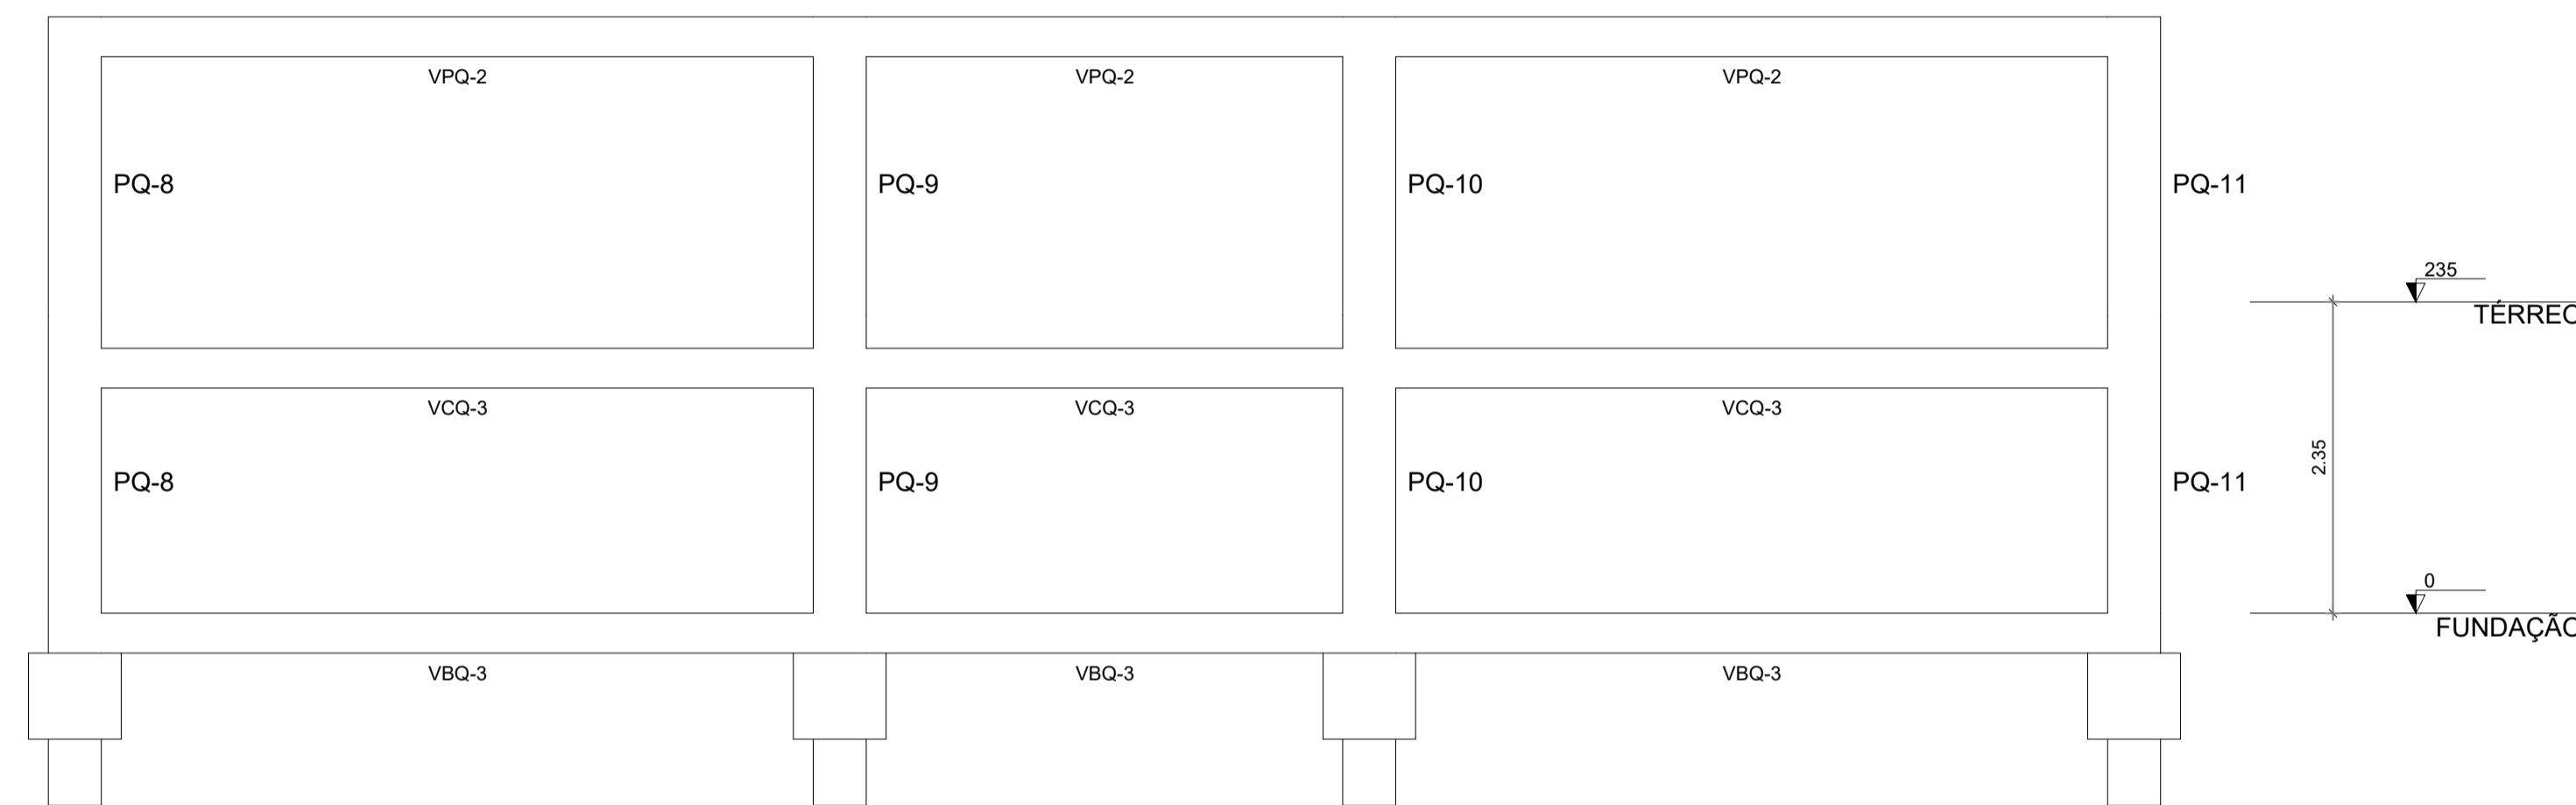 VPQ-2 VPQ-2 VPQ-2
PQ-8 PQ-9 PQ-10 PQ-11
235
TÉRREO
VCQ-3 VCQ-3 VCQ-3
2.35
PQ-8 PQ-9 PQ-10 PQ-11
0
FUNDAÇÃO
VBQ-3 VBQ-3 VBQ-3